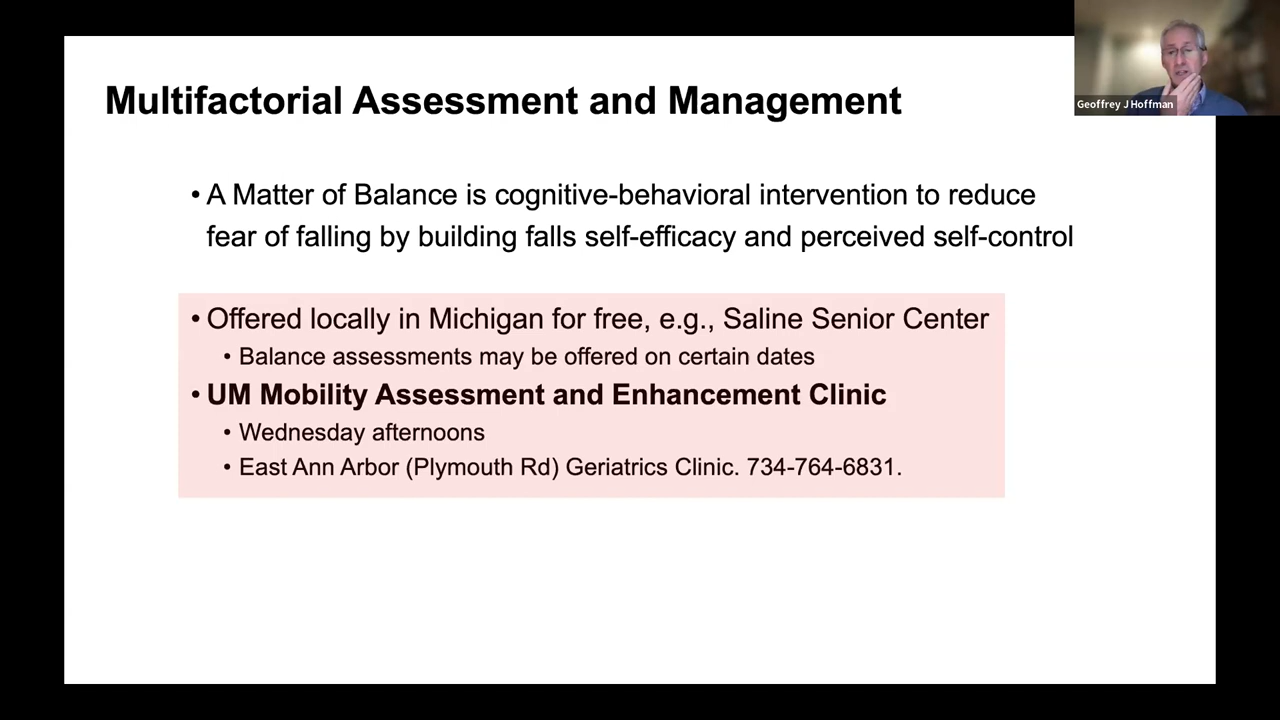 Multifactorial Assessment and Management
Geoffrey J Hoffman
• A Matter of Balance is cognitive-behavioral intervention to reduce
fear of falling by building falls self-efficacy and perceived self-control
• Offered locally in Michigan for free, e.g., Saline Senior Center
• Balance assessments may be offered on certain dates
• UM Mobility Assessment and Enhancement Clinic
• Wednesday afternoons
• East Ann Arbor (Plymouth Rd) Geriatrics Clinic. 734-764-6831.